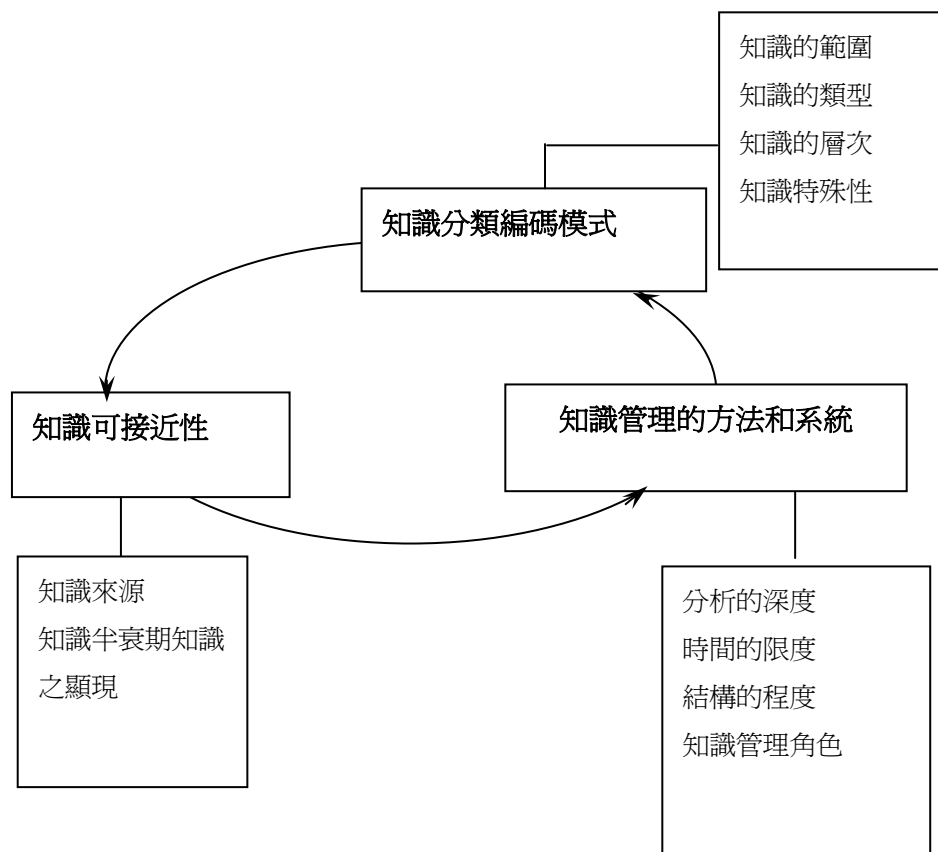 知識的範圍
知識的類型
知識的層次
知識特殊性
知識分類編碼模式
知識可接近性
知識管理的方法和系統
知識來源
知識半衰期知識
之顯現
分析的深度
時間的限度
結構的程度
知識管理角色